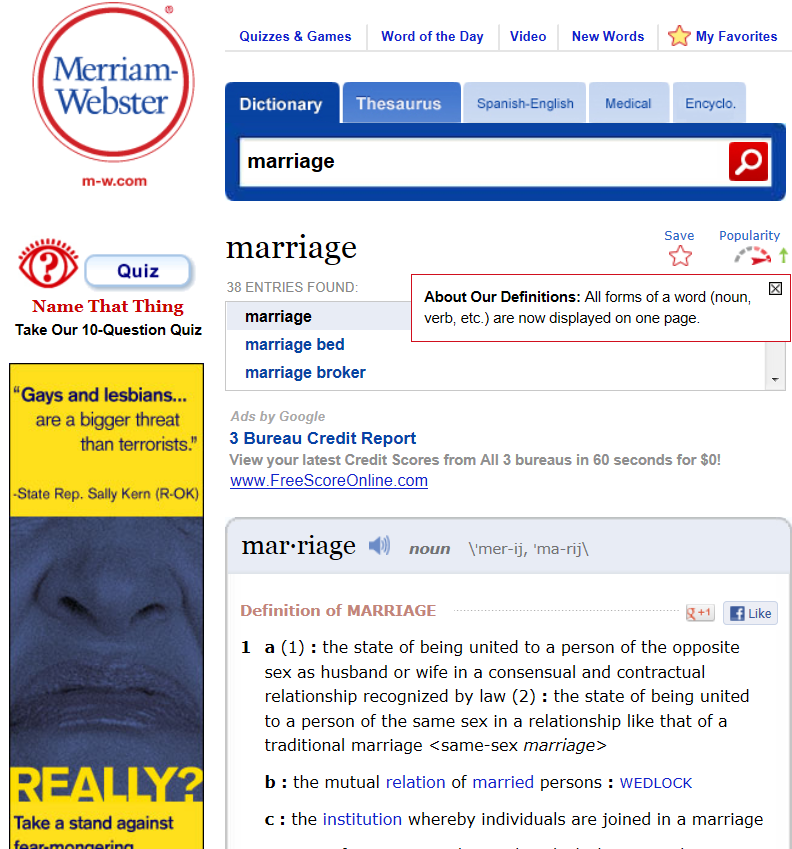 Merriam-
Webster
®
m-w.com
Quizzes & Games
Word of the Day
Video
New Words
My Favorites
Dictionary
Thesaurus
Spanish-English
Medical
Encyclo.
marriage
marriage
Save
Popularity
38 ENTRIES FOUND:
marriage
marriage bed
marriage broker
About Our Definitions: All forms of a word (noun,
verb, etc.) are now displayed on one page.
?
Quiz
Name That Thing
Take Our 10-Question Quiz
"Gays and lesbians...
are a bigger threat
than terrorists."
-State Rep. Sally Kern (R-OK)
REALLY?
Take a stand against
fear-mongering
Ads by Google
3 Bureau Credit Report
View your latest Credit Scores from All 3 bureaus in 60 seconds for $0!
www.FreeScoreOnline.com
mar·riage
noun
\ˈmer-ij, ˈma-rij\
Definition of MARRIAGE
g +1
f Like
1 a (1) : the state of being united to a person of the opposite
sex as husband or wife in a consensual and contractual
relationship recognized by law (2) : the state of being united
to a person of the same sex in a relationship like that of a
traditional marriage <same-sex marriage>
b : the mutual relation of married persons : WEDLOCK
c : the institution whereby individuals are joined in a marriage